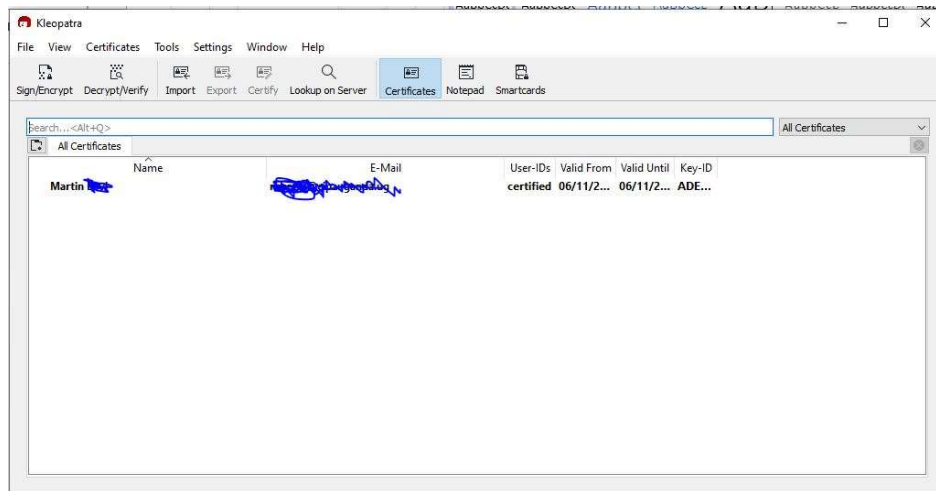 Kleopatra
File View Certificates Tools Settings Window Help
Sign/Encrypt Decrypt/Verify Import Export Certify Lookup on Server Certificates Notepad Smartcards
Search...<Alt+Q> All Certificates
All Certificates
Name E-Mail User-IDs Valid From Valid Until Key-ID
Martin certified 06/11/2... 06/11/2... ADE...